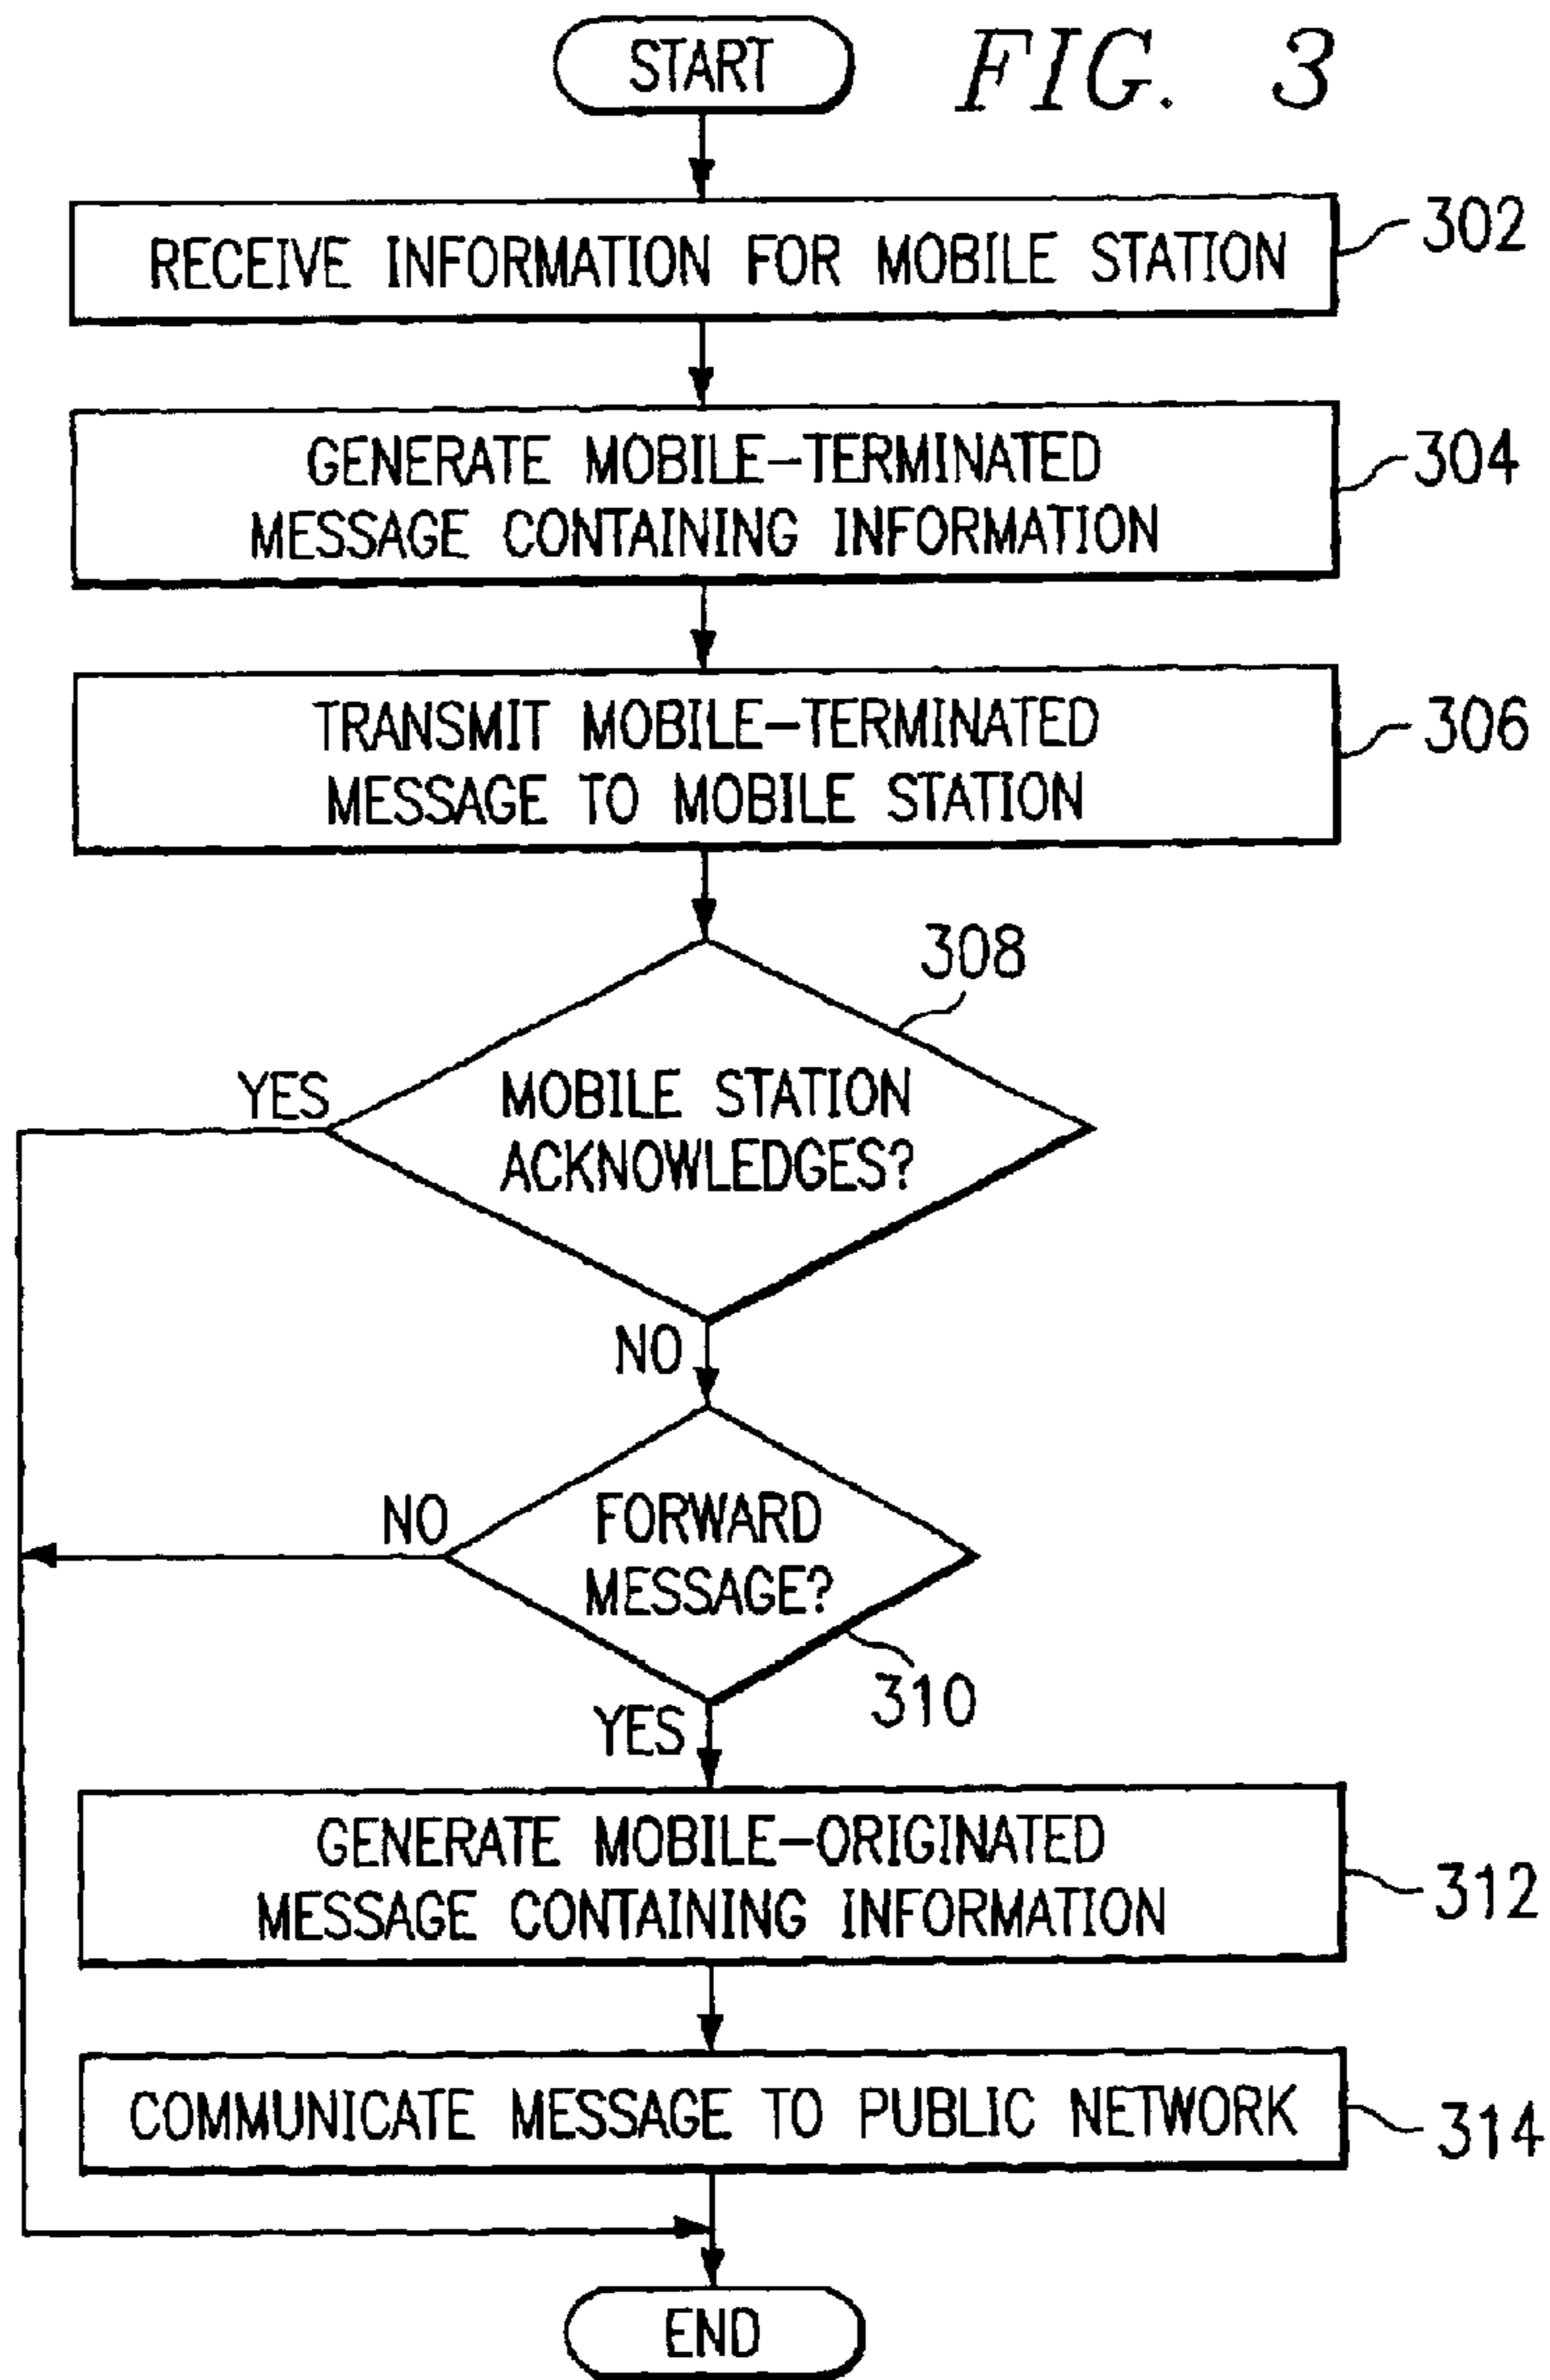 START
FIG. 3
RECEIVE INFORMATION FOR MOBILE STATION
302
GENERATE MOBILE-TERMINATED
MESSAGE CONTAINING INFORMATION
304
TRANSMIT MOBILE-TERMINATED
MESSAGE TO MOBILE STATION
306
308
YES
MOBILE STATION
ACKNOWLEDGES?
NO
NO
FORWARD
MESSAGE?
310
YES
GENERATE MOBILE-ORIGINATED
MESSAGE CONTAINING INFORMATION
312
COMMUNICATE MESSAGE TO PUBLIC NETWORK
314
END